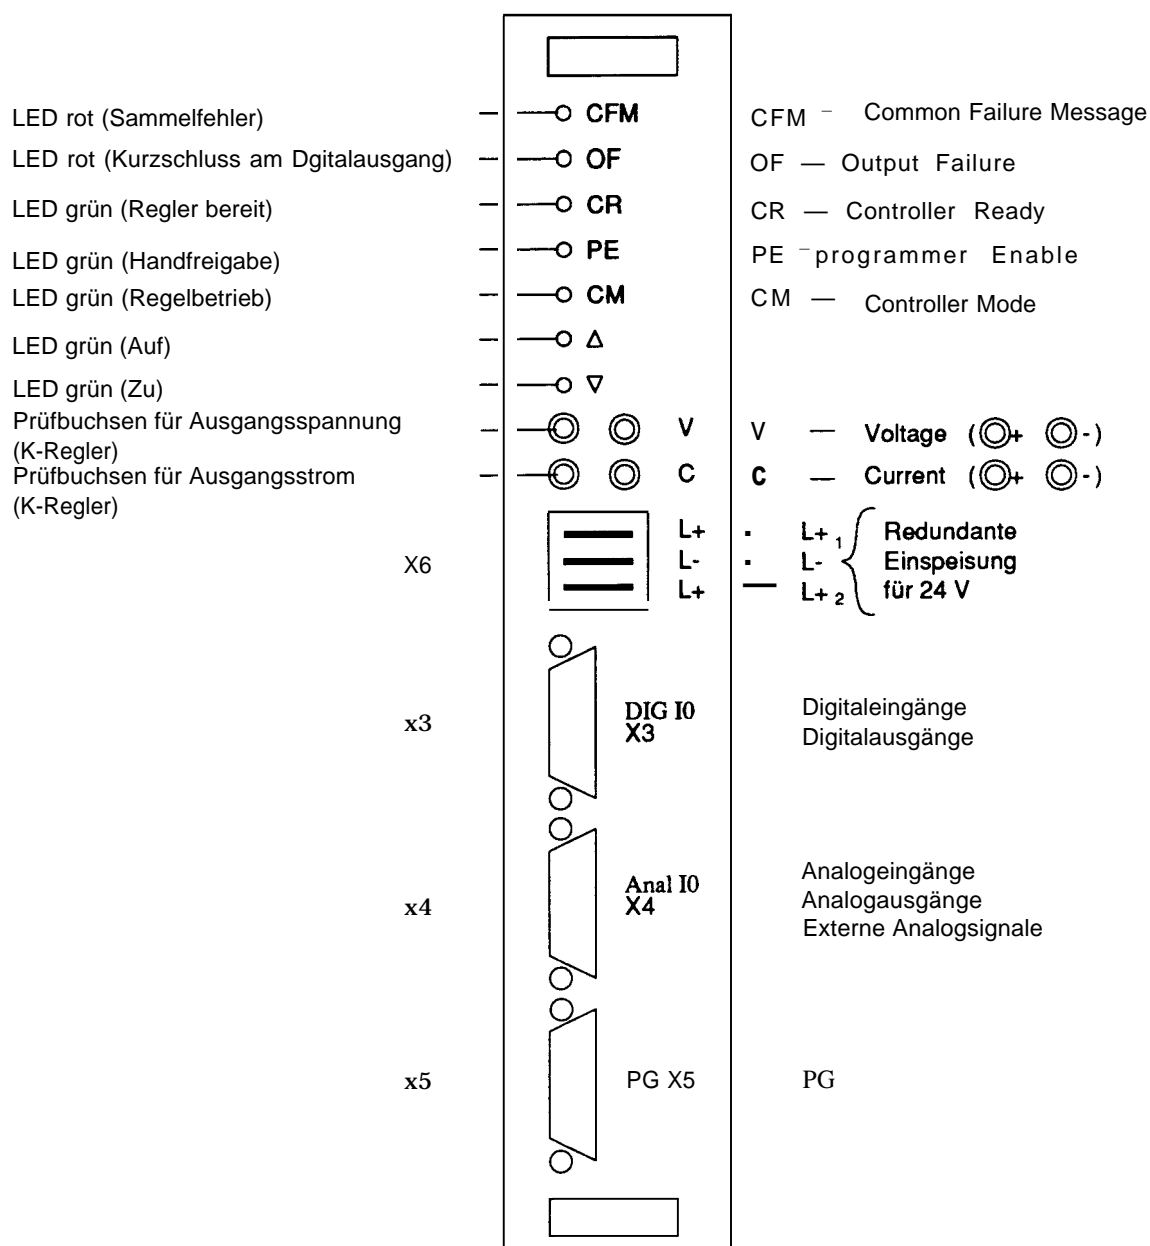 LED rot (Sammelfehler) — CFM CFM – Common Failure Message
LED rot (Kurzschluss am Dgitalausgang) — OF OF — Output Failure
LED grün (Regler bereit) — CR CR — Controller Ready
LED grün (Handfreigabe) — PE PE – programmer Enable
LED grün (Regelbetrieb) — CM CM — Controller Mode
LED grün (Auf) — △
LED grün (Zu) — ▽
Prüfbuchsen für Ausgangsspannung
(K-Regler) — V V — Voltage (+ -)
Prüfbuchsen für Ausgangsstrom
(K-Regler) — C C — Current (+ -)
L+ · L+ 1 Redundante
X6 L- · L- Einspeisung
L+ — L+ 2 für 24 V
x3
DIG I0
X3
Digitaleingänge
Digitalausgänge
x4
Anal I0
X4
Analogeingänge
Analogausgänge
Externe Analogsignale
x5 PG X5 PG